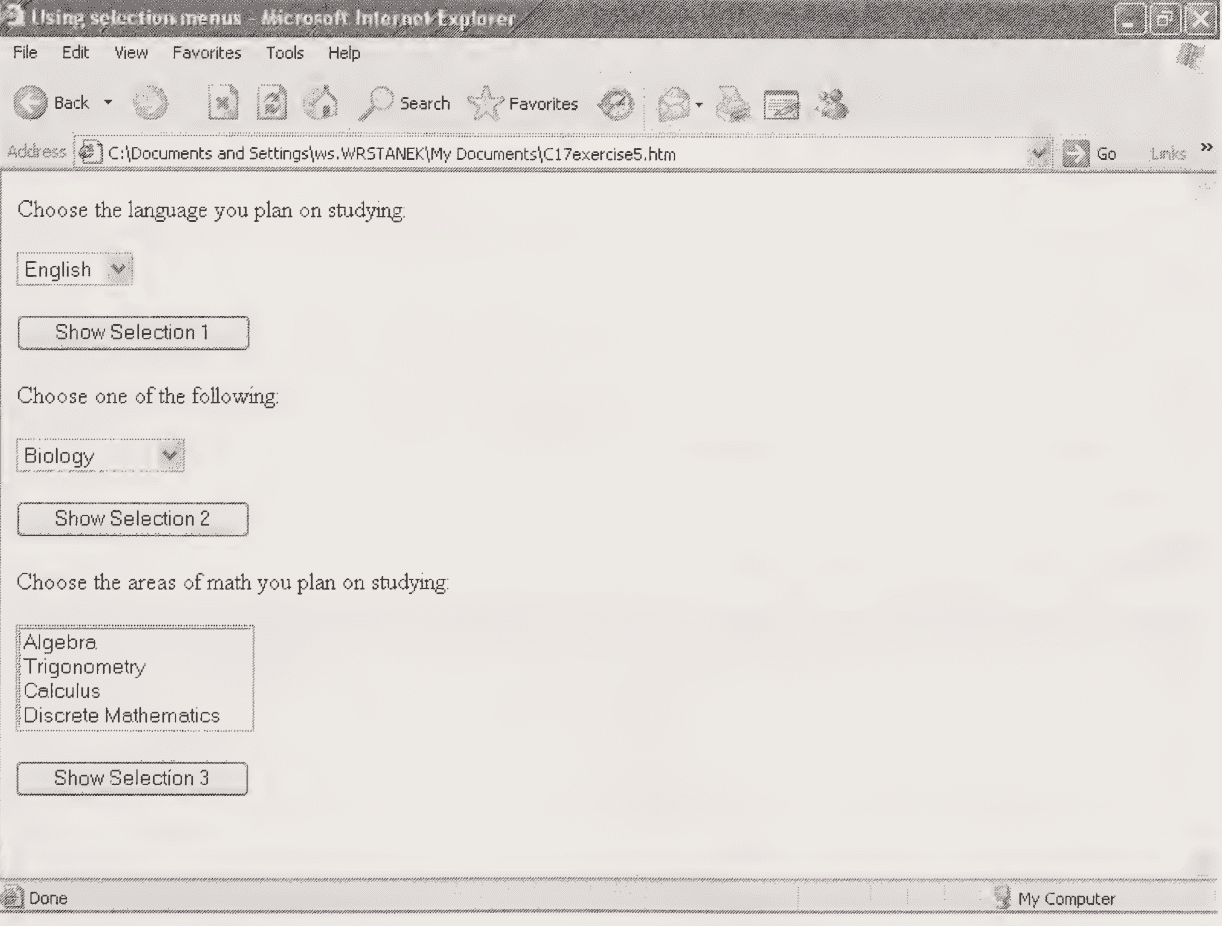 Using selection menus - Microsoft Internet Explorer
File Edit View Favorites Tools Help
Back Search Favorites
Address C:\Documents and Settings\ws.WRSTANEK\My Documents\C17exercise5.htm Go Links »
Choose the language you plan on studying:
English
Show Selection 1
Choose one of the following:
Biology
Show Selection 2
Choose the areas of math you plan on studying:
Algebra
Trigonometry
Calculus
Discrete Mathematics
Show Selection 3
Done My Computer